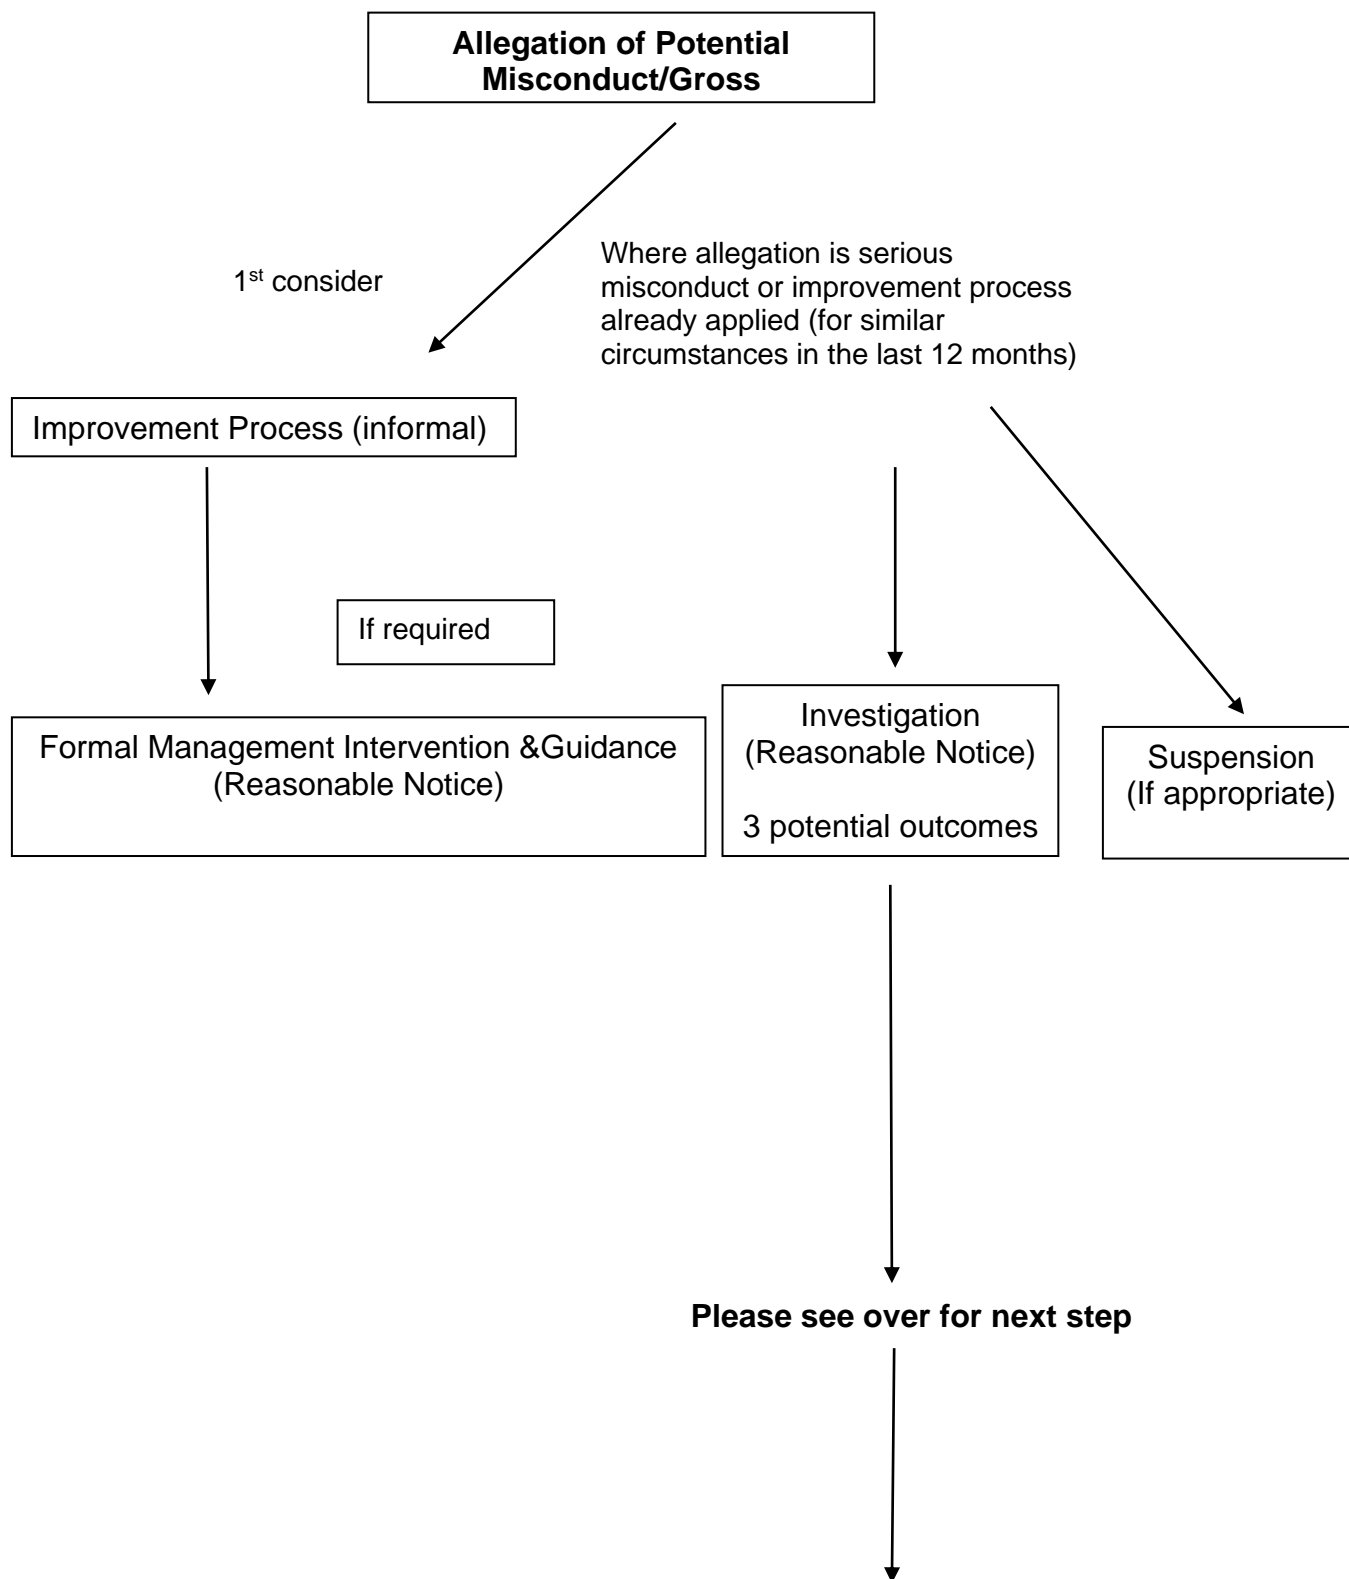 Allegation of Potential
Misconduct/Gross
1st consider
Where allegation is serious
misconduct or improvement process
already applied (for similar
circumstances in the last 12 months)
Improvement Process (informal)
If required
Formal Management Intervention &Guidance
(Reasonable Notice)
Investigation
(Reasonable Notice)
3 potential outcomes
Suspension
(If appropriate)
Please see over for next step